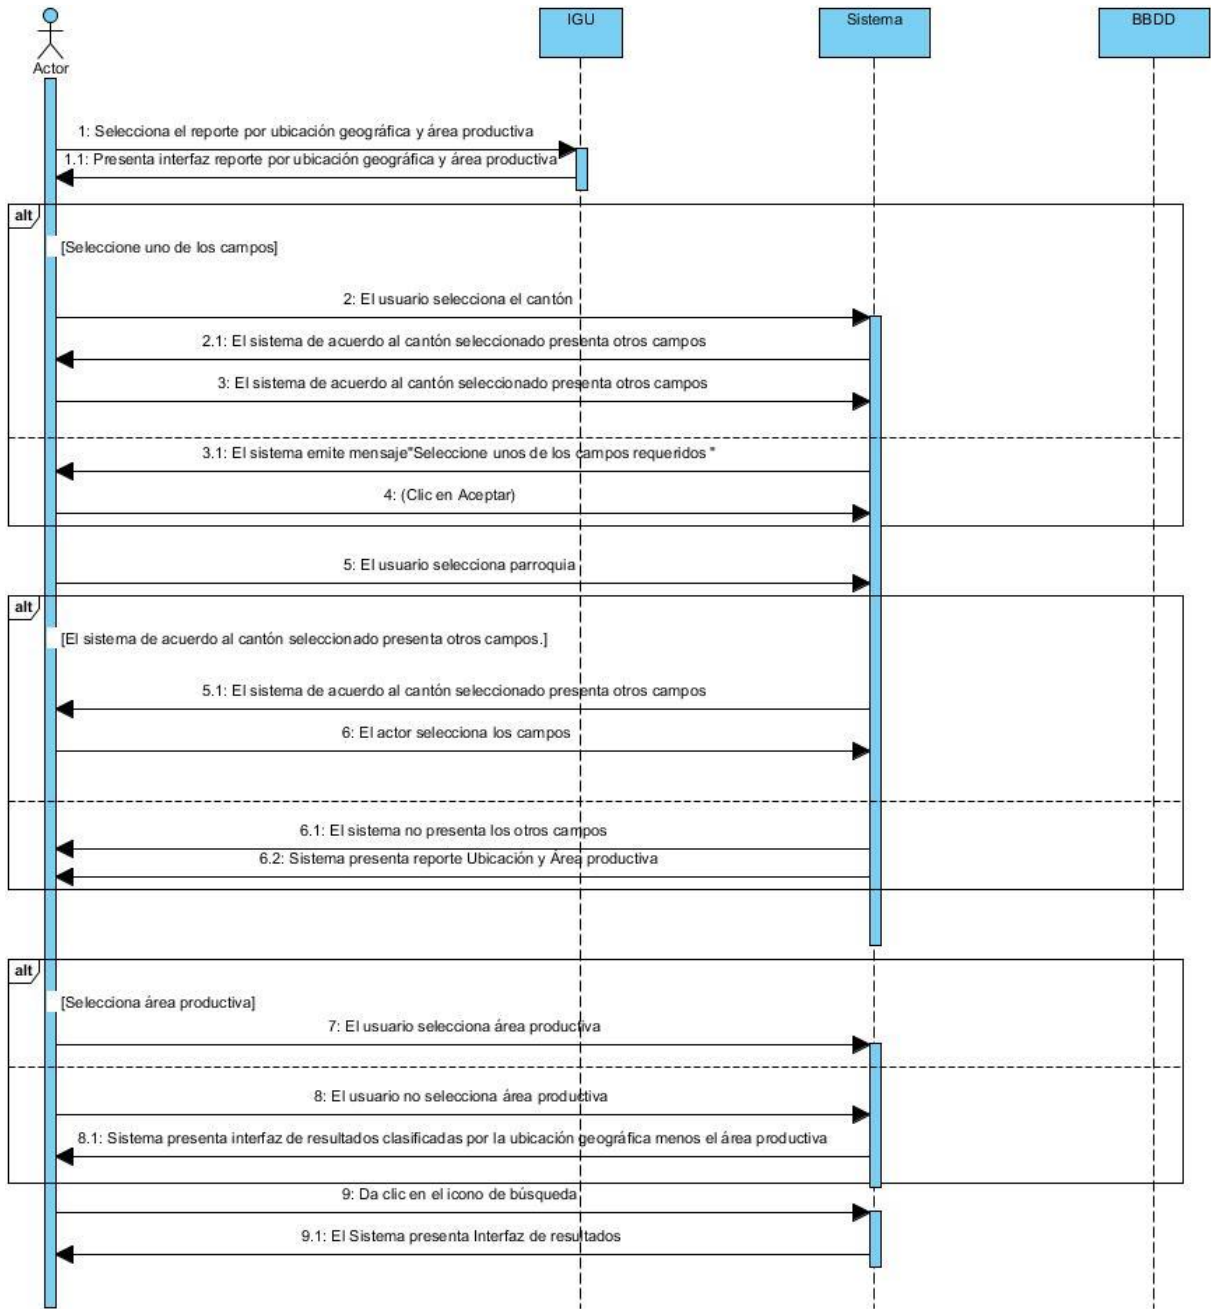 IGU
Sistema
BBDD
Actor
1: Selecciona el reporte por ubicación geográfica y área productiva
1.1: Presenta interfaz reporte por ubicación geográfica y área productiva
alt
[Seleccione uno de los campos]
2: El usuario selecciona el cantón
2.1: El sistema de acuerdo al cantón seleccionado presenta otros campos
3: El sistema de acuerdo al cantón seleccionado presenta otros campos
3.1: El sistema emite mensaje"Seleccione unos de los campos requeridos "
4: (Clic en Aceptar)
5: El usuario selecciona parroquia
alt
[El sistema de acuerdo al cantón seleccionado presenta otros campos.]
5.1: El sistema de acuerdo al cantón seleccionado presenta otros campos
6: El actor selecciona los campos
6.1: El sistema no presenta los otros campos
6.2: Sistema presenta reporte Ubicación y Área productiva
alt
[Selecciona área productiva]
7: El usuario selecciona área productiva
8: El usuario no selecciona área productiva
8.1: Sistema presenta interfaz de resultados clasificadas por la ubicación geográfica menos el área productiva
9: Da clic en el icono de búsqueda
9.1: El Sistema presenta Interfaz de resultados